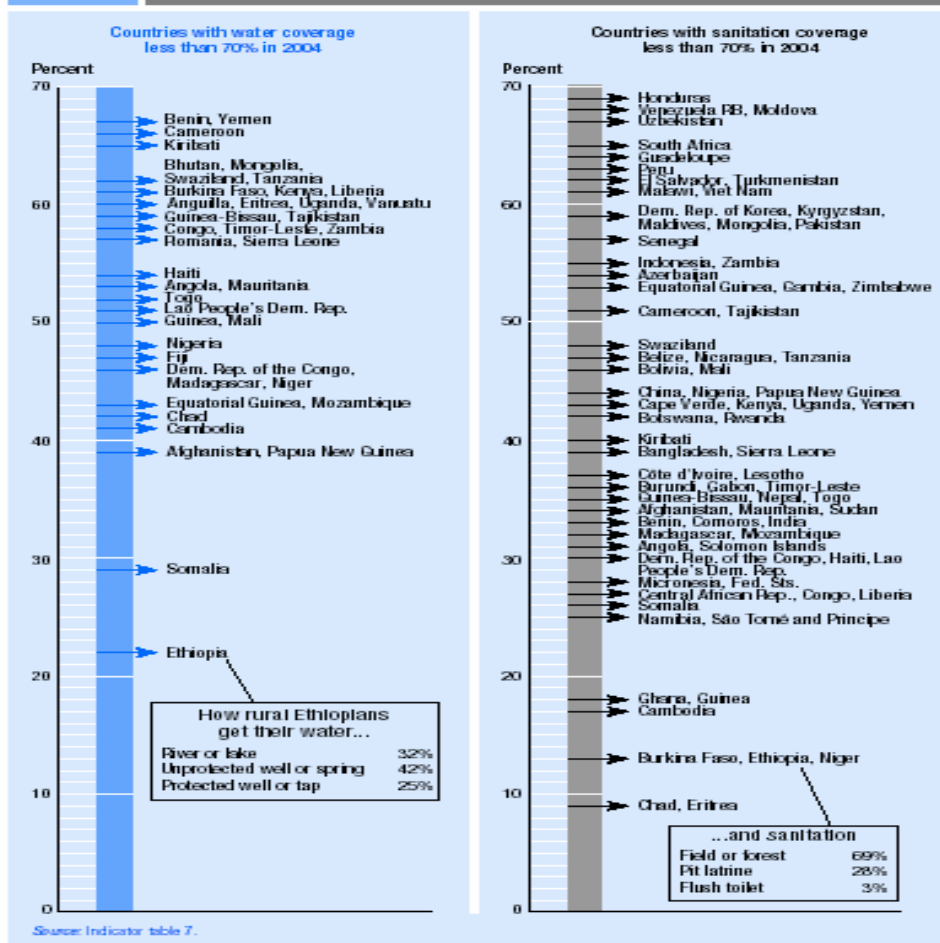 Countries with water coverage
less than 70% in 2004
Percent
70
Benin, Yemen
Cameroon
Kiribati
Bhutan, Mongolia,
Swaziland, Tanzania
Burkina Faso, Kenya, Liberia
60
Anguilla, Eritrea, Uganda, Vanuatu
Guinea-Bissau, Tajikistan
Congo, Timor-Leste, Zambia
Romania, Sierra Leone
Haiti
Angola, Mauritania
Togo
Lao People's Dem. Rep.
50
Guinea, Mali
Nigeria
Fiji
Dem. Rep. of the Congo,
Madagascar, Niger
Equatorial Guinea, Mozambique
Chad
Cambodia
40
Afghanistan, Papua New Guinea
30
Somalia
Ethiopia
20
How rural Ethiopians
get their water...
River or lake 32%
Unprotected well or spring 42%
Protected well or tap 25%
10
0
Source: Indicator table 7.
Countries with sanitation coverage
less than 70% in 2004
Percent
70
Honduras
Venezuela RB, Moldova
Uzbekistan
South Africa
Guadeloupe
Peru
El Salvador, Turkmenistan
Malawi, Viet Nam
60
Dem. Rep. of Korea, Kyrgyzstan,
Maldives, Mongolia, Pakistan
Senegal
Indonesia, Zambia
Azerbaijan
Equatorial Guinea, Gambia, Zimbabwe
Cameroon, Tajikistan
50
Swaziland
Belize, Nicaragua, Tanzania
Bolivia, Mali
China, Nigeria, Papua New Guinea
Cape Verde, Kenya, Uganda, Yemen
Botswana, Rwanda
40
Kiribati
Bangladesh, Sierra Leone
Côte d'Ivoire, Lesotho
Burundi, Gabon, Timor-Leste
Guinea-Bissau, Nepal, Togo
Afghanistan, Mauritania, Sudan
Benin, Comoros, India
Madagascar, Mozambique
Angola, Solomon Islands
30
Dem. Rep. of the Congo, Haiti, Lao
People's Dem. Rep.
Micronesia, Fed. Sts.
Central African Rep., Congo, Liberia
Somalia
Namibia, São Tomé and Principe
20
Ghana, Guinea
Cambodia
Burkina Faso, Ethiopia, Niger
10
Chad, Eritrea
...and sanitation
Field or forest 69%
Pit latrine 28%
Flush toilet 3%
0